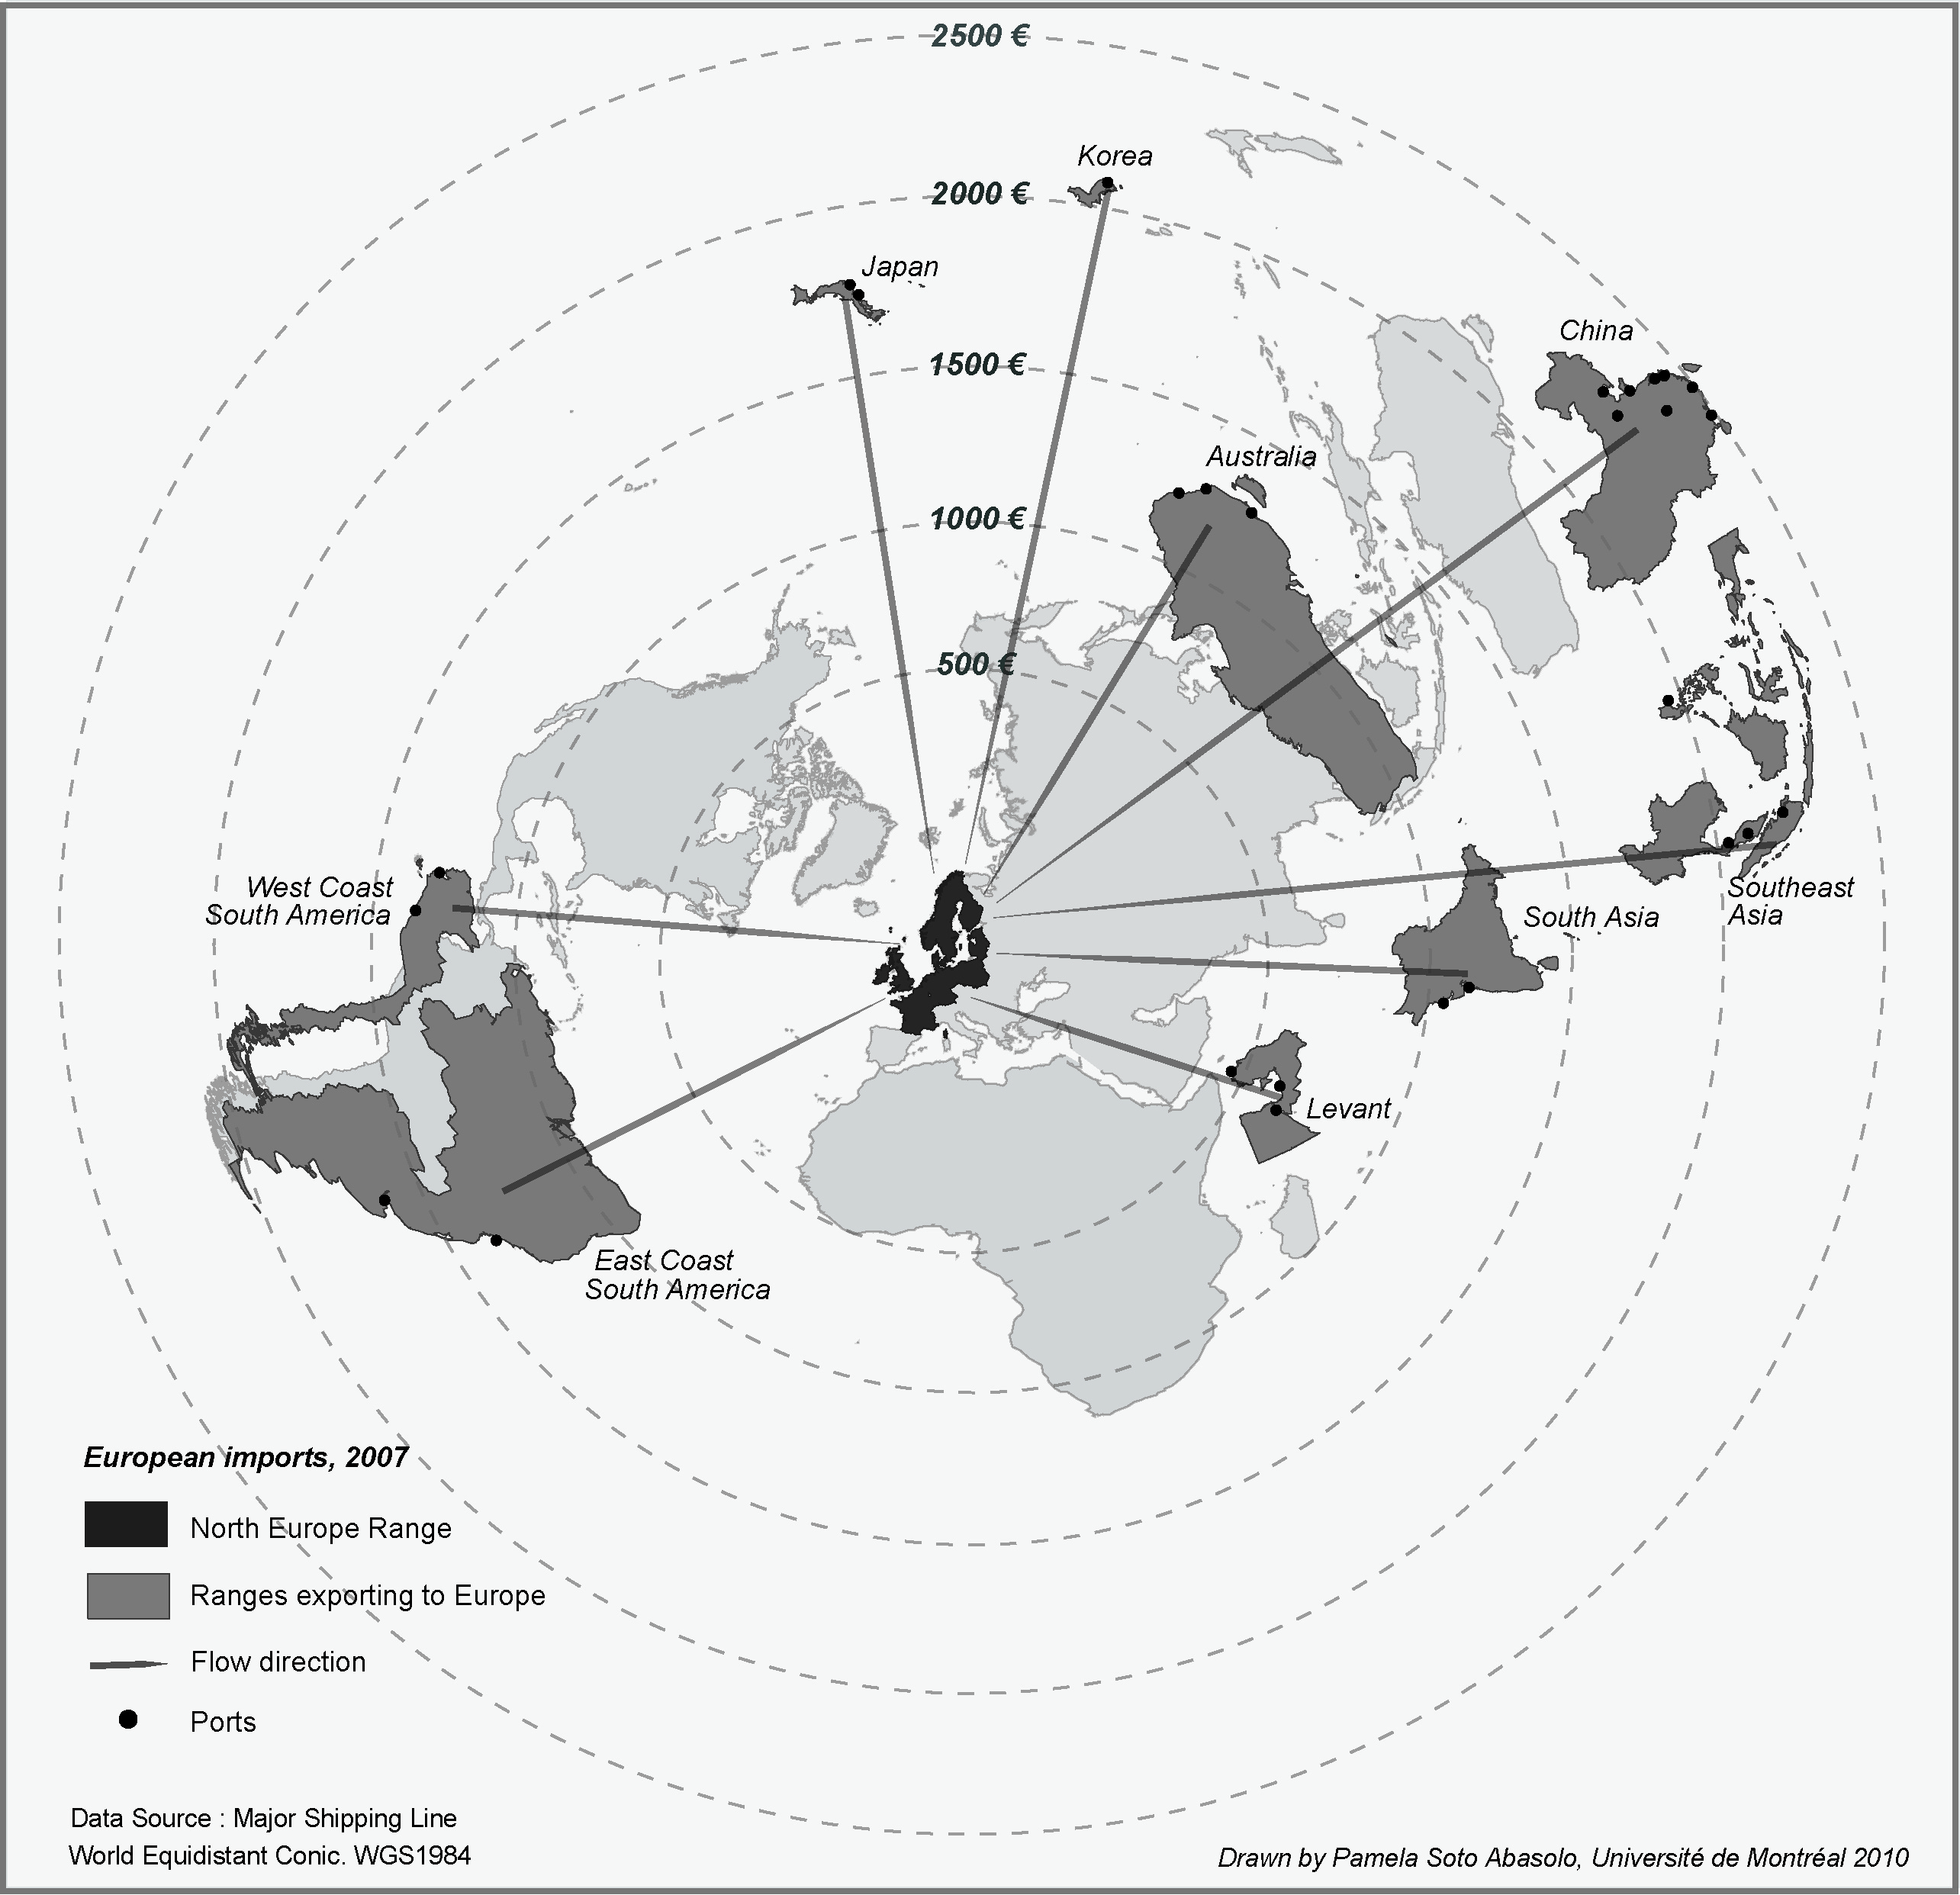 2500 €
Korea
2000 €
Japan
China
1500 €
Australia
1000 €
500 €
West Coast
South America
Southeast
Asia
South Asia
Levant
East Coast
South America
European imports, 2007
North Europe Range
Ranges exporting to Europe
Flow direction
Ports
Data Source : Major Shipping Line
World Equidistant Conic. WGS1984
Drawn by Pamela Soto Abasolo, Université de Montréal 2010